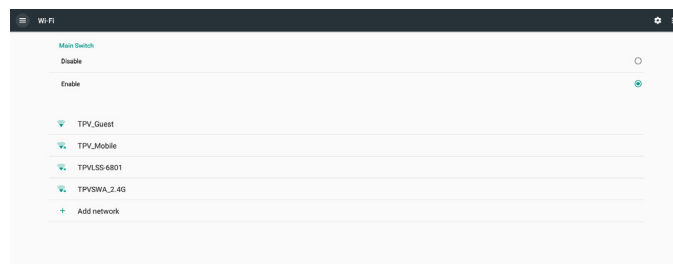 Wi-Fi
Main Switch
Disable
Enable
TPV_Guest
TPV_Mobile
TPVLSS-6801
TPVSWA_2.4G
Add network